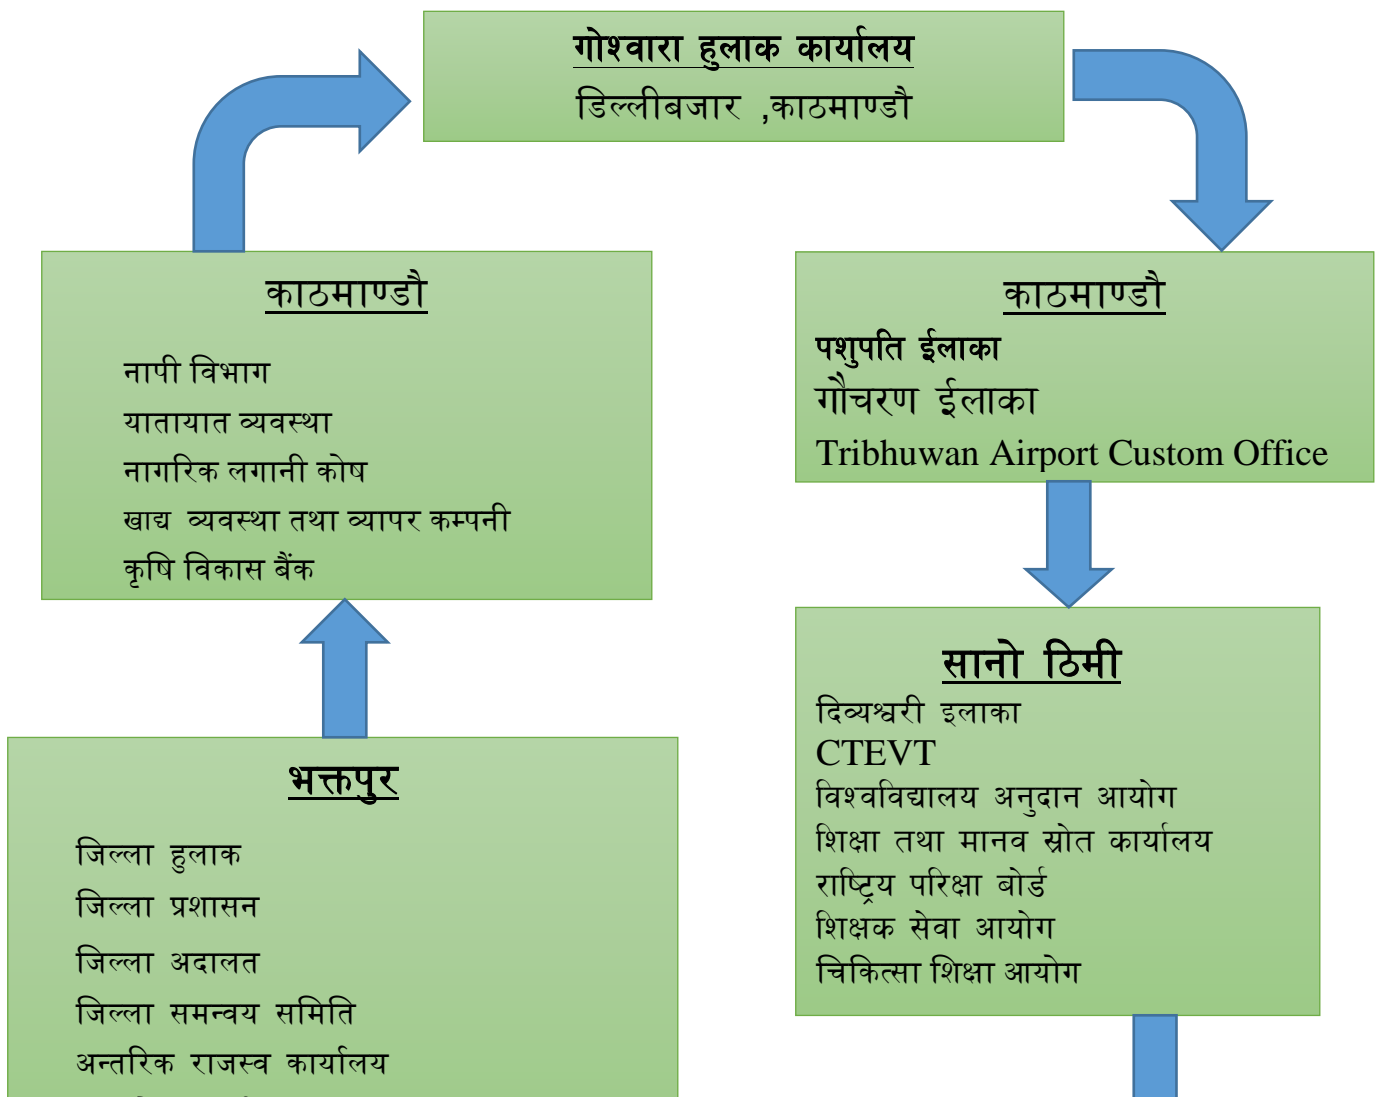 गोश्वारा हुलाक कार्यालय
डिल्लीबजार ,काठमाण्डौ
काठमाण्डौ
नापी विभाग
यातायात व्यवस्था
नागरिक लगानी कोष
खाद्य व्यवस्था तथा व्यापर कम्पनी
कृषि विकास बैंक
काठमाण्डौ
पशुपति ईलाका
गौचरण ईलाका
Tribhuwan Airport Custom Office
सानो ठिमी
दिव्यश्वरी इलाका
CTEVT
विश्वविद्यालय अनुदान आयोग
शिक्षा तथा मानव स्रोत कार्यालय
राष्ट्रिय परिक्षा बोर्ड
शिक्षक सेवा आयोग
चिकित्सा शिक्षा आयोग
भक्तपुर
जिल्ला हुलाक
जिल्ला प्रशासन
जिल्ला अदालत
जिल्ला समन्वय समिति
अन्तरिक राजस्व कार्यालय